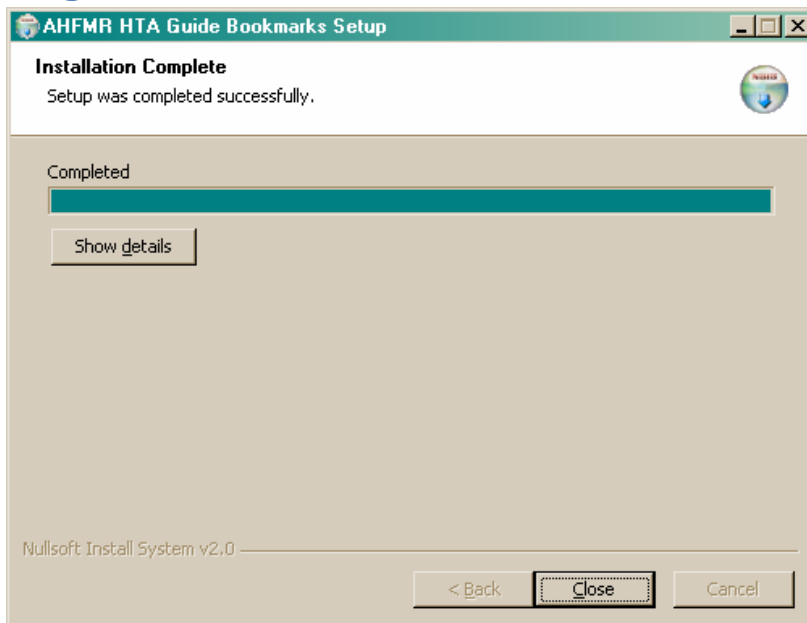 AHFMR HTA Guide Bookmarks Setup
Installation Complete
Setup was completed successfully.
Completed
Show details
Nullsoft Install System v2.0
< Back
Close
Cancel